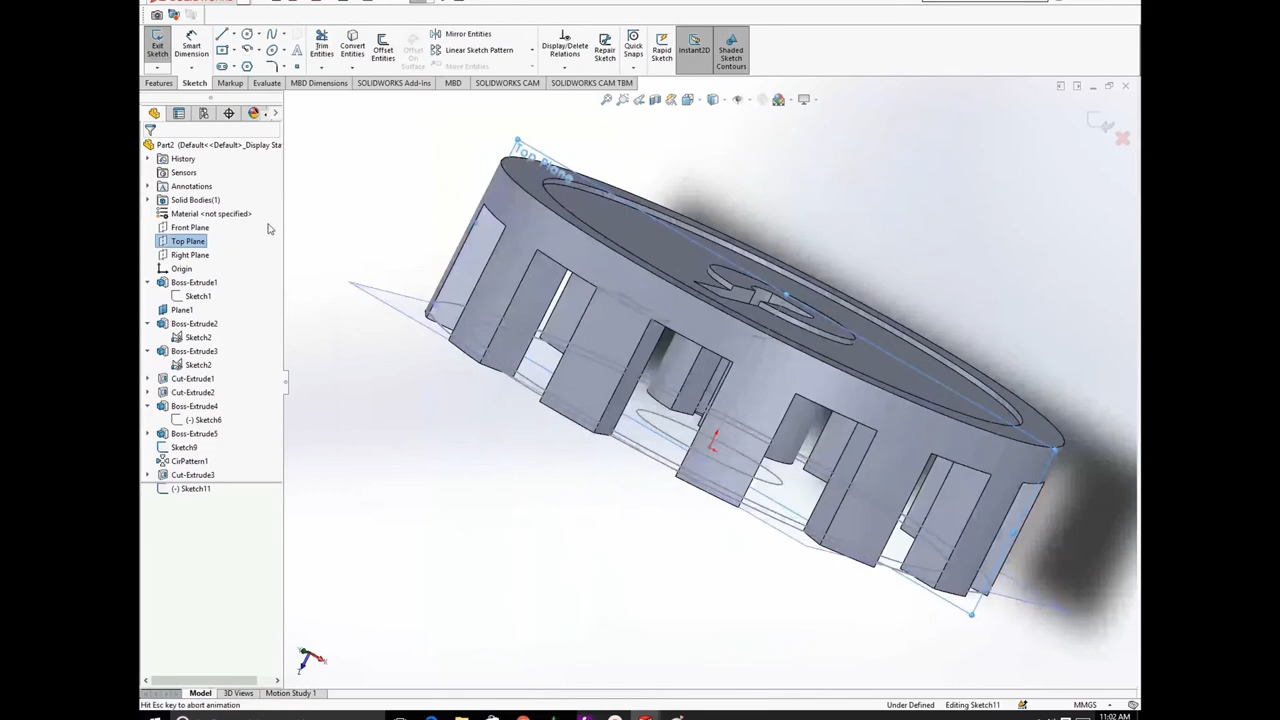 Exit Sketch
Smart Dimension
Trim Entities
Convert Entities
Offset Entities
Offset On Surface
Mirror Entities
Linear Sketch Pattern
Move Entities
Display/Delete Relations
Repair Sketch
Quick Snaps
Rapid Sketch
Instant2D
Shaded Sketch Contours
Features
Sketch
Markup
Evaluate
MBD Dimensions
SOLIDWORKS Add-Ins
MBD
SOLIDWORKS CAM
SOLIDWORKS CAM TBM
Part2 (Default<<Default>_Display Sta
History
Sensors
Annotations
Solid Bodies(1)
Material <not specified>
Front Plane
Top Plane
Right Plane
Origin
Boss-Extrude1
Sketch1
Plane1
Boss-Extrude2
Sketch2
Boss-Extrude3
Sketch2
Cut-Extrude1
Cut-Extrude2
Boss-Extrude4
(-) Sketch6
Boss-Extrude5
Sketch9
CirPattern1
Cut-Extrude3
(-) Sketch11
Top Plane
Model
3D Views
Motion Study 1
Hit Esc key to abort animation
Under Defined
Editing Sketch11
MMGS
11:02 AM